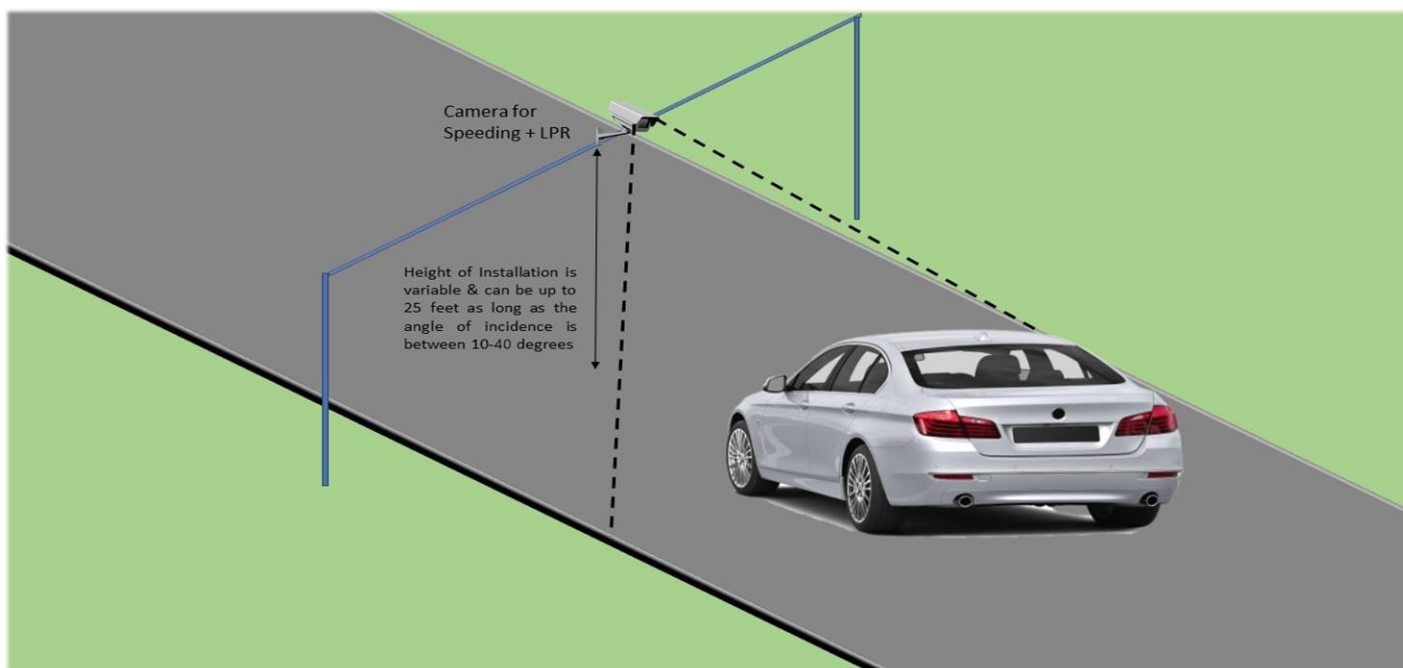 Camera for
Speeding + LPR
Height of Installation is
variable & can be up to
25 feet as long as the
angle of incidence is
between 10-40 degrees